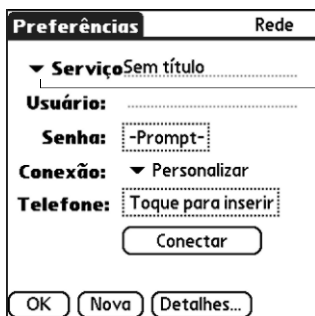 Preferências Rede
Serviço Sem título
Usuário:
Senha: -Prompt-
Conexão: Personalizar
Telefone: Toque para inserir
Conectar
OK Nova Detalhes...